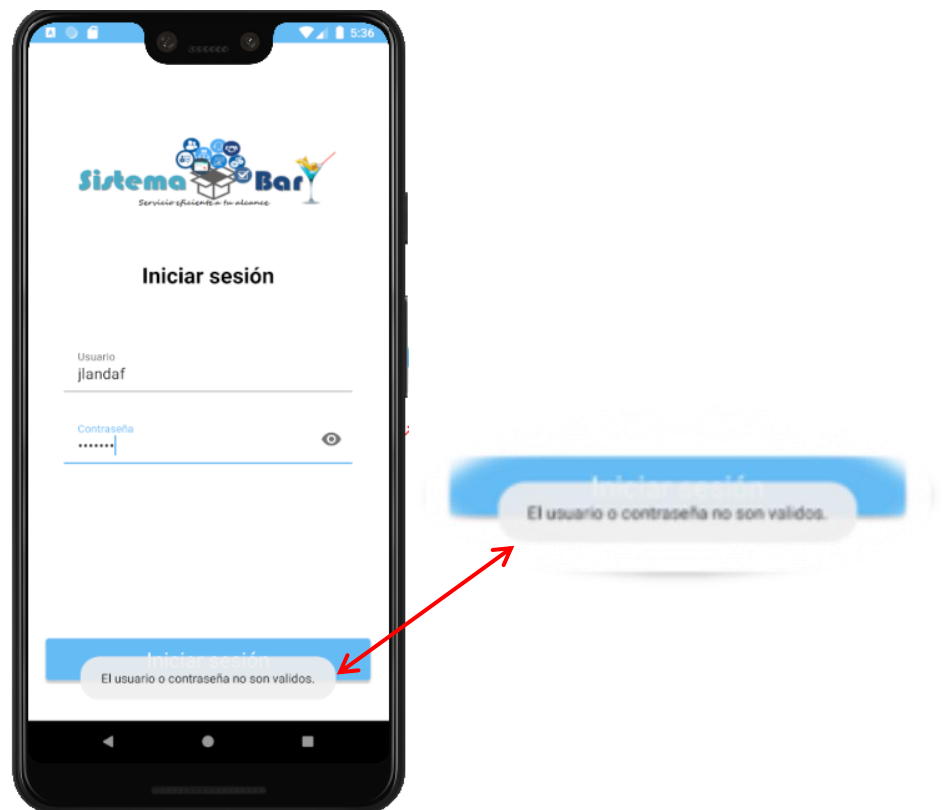 5:36
Sistema Bar
Servicio eficiente a tu alcance
Iniciar sesión
Usuario
jlandaf
Contraseña
•••••••
Iniciar sesión
El usuario o contraseña no son validos.
Iniciar sesión
El usuario o contraseña no son validos.